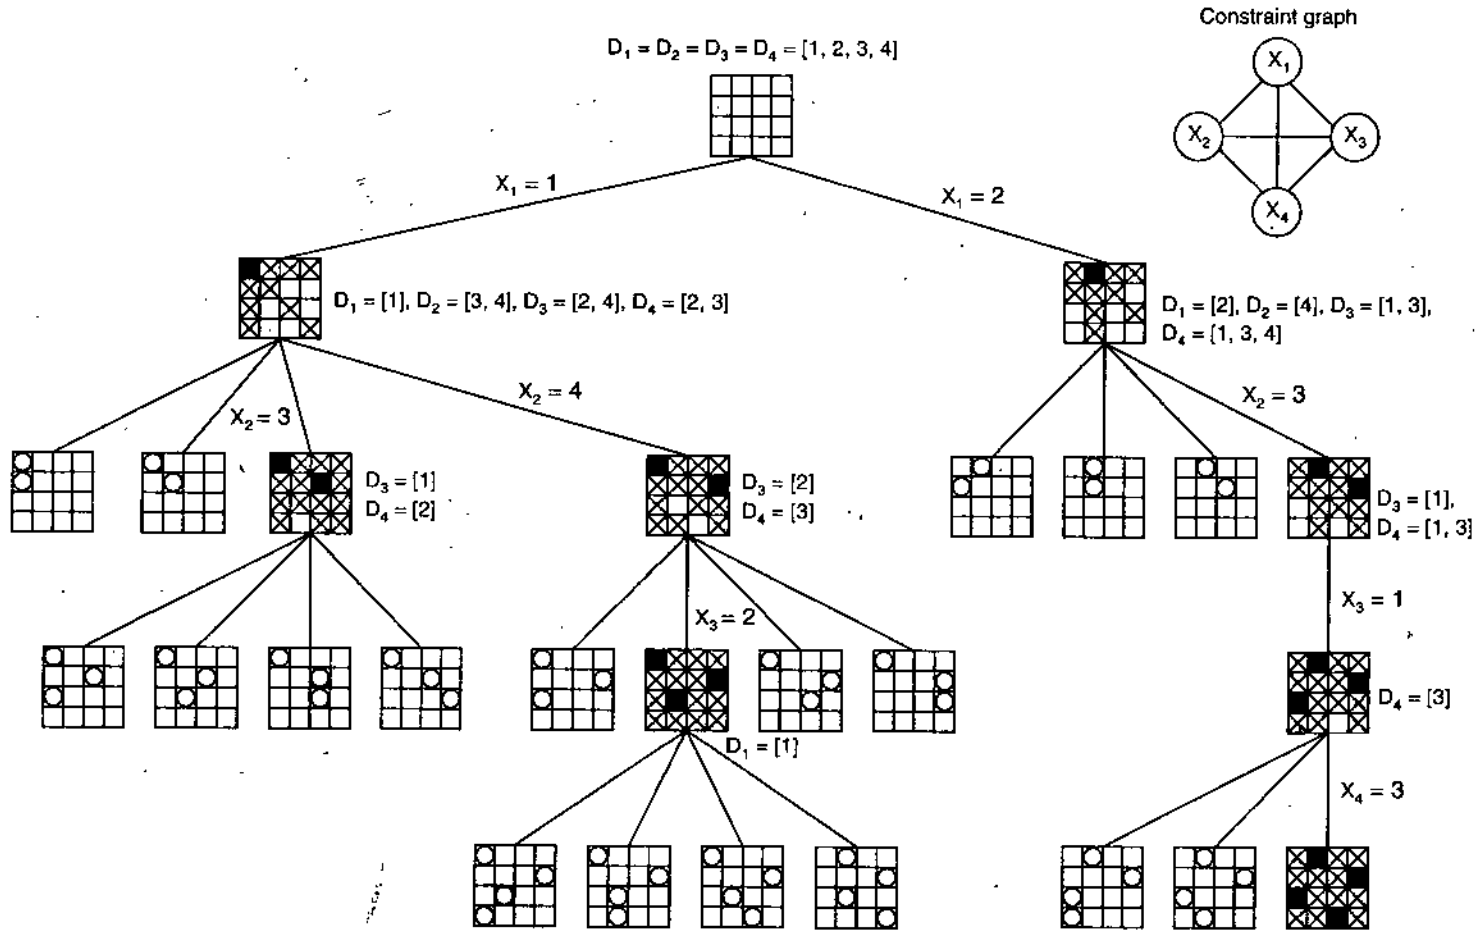 Constraint graph
D₁ = D₂ = D₃ = D₄ = [1, 2, 3, 4]
X₁
X₂
X₃
X₄
X₁ = 1
X₁ = 2
D₁ = [1], D₂ = [3, 4], D₃ = [2, 4], D₄ = [2, 3]
D₁ = [2], D₂ = [4], D₃ = [1, 3],
D₄ = [1, 3, 4]
X₂ = 3
X₂ = 4
X₂ = 3
D₃ = [1]
D₄ = [2]
D₃ = [2]
D₄ = [3]
D₃ = [1],
D₄ = [1, 3]
X₃ = 2
X₃ = 1
D₄ = [3]
D₁ = [1]
X₄ = 3